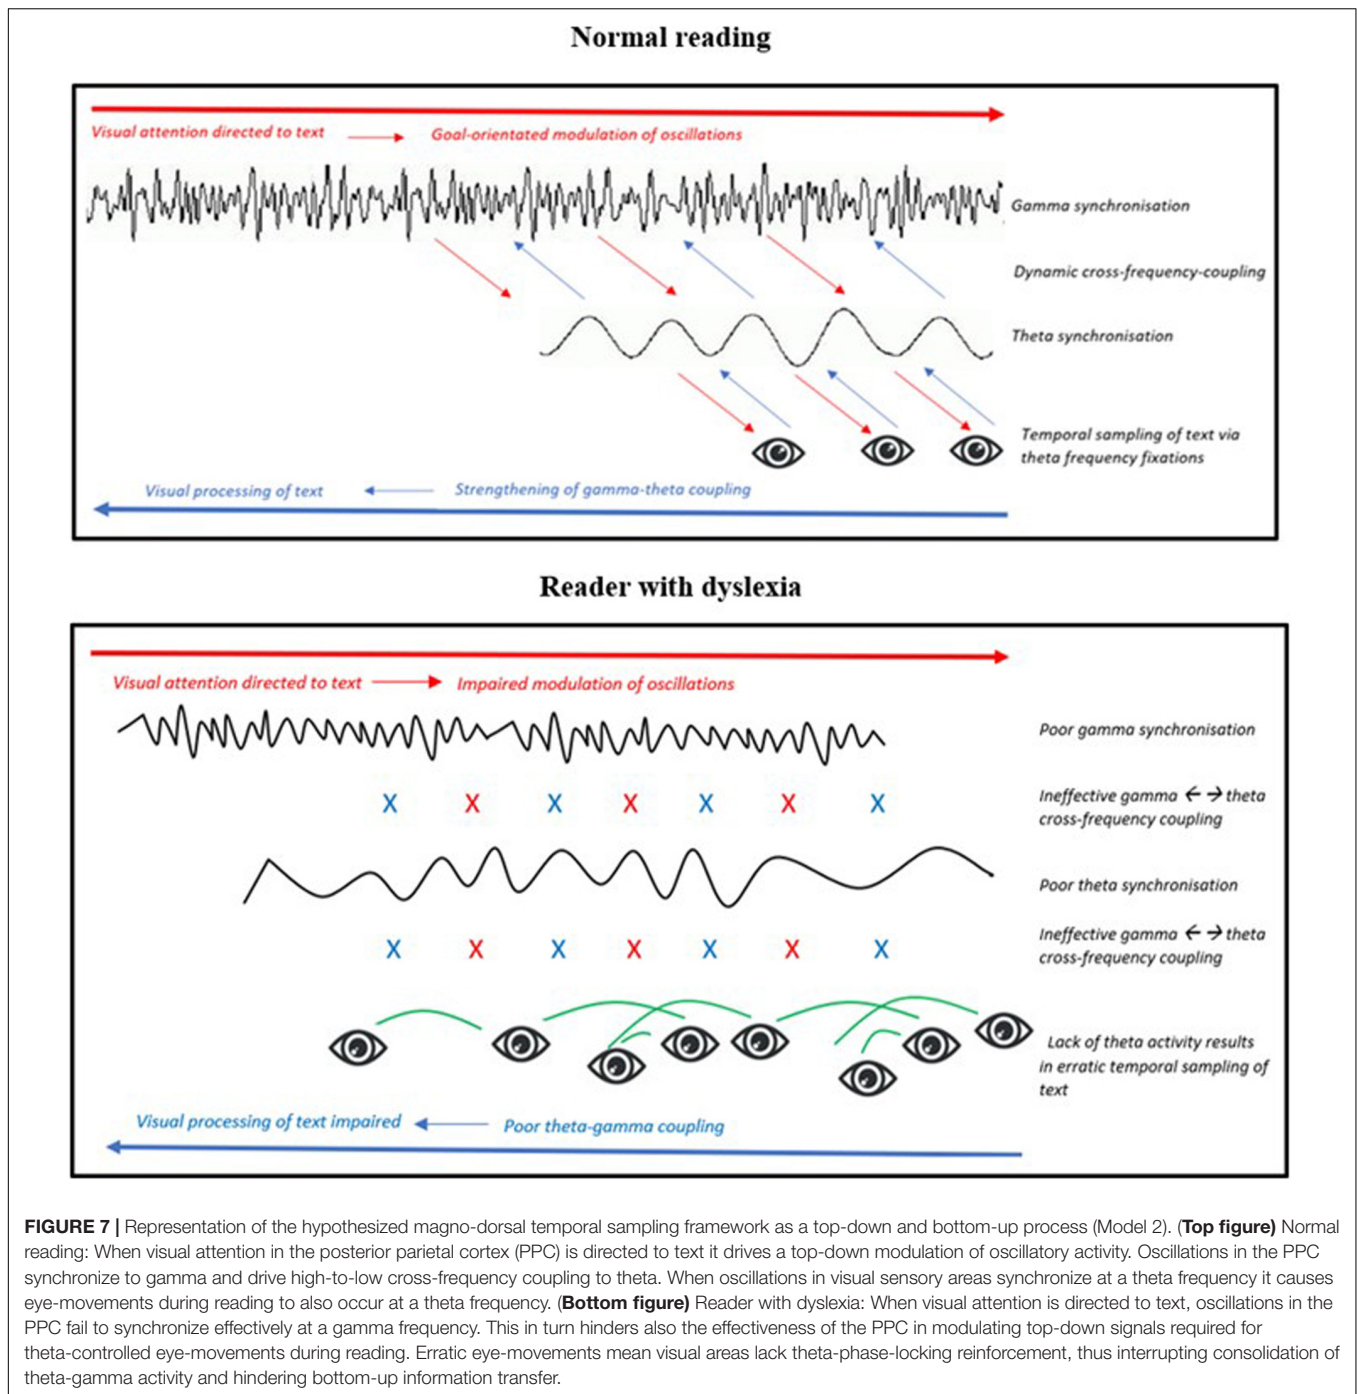 Normal reading
Visual attention directed to text → Goal-orientated modulation of oscillations
Gamma synchronisation
Dynamic cross-frequency-coupling
Theta synchronisation
Temporal sampling of text via
theta frequency fixations
Visual processing of text ← Strengthening of gamma-theta coupling
Reader with dyslexia
Visual attention directed to text → Impaired modulation of oscillations
Poor gamma synchronisation
Ineffective gamma ← → theta
cross-frequency coupling
X X X X X X X
Poor theta synchronisation
Ineffective gamma ← → theta
cross-frequency coupling
X X X X X X X
Lack of theta activity results
in erratic temporal sampling of
text
Visual processing of text impaired ← Poor theta-gamma coupling
FIGURE 7 | Representation of the hypothesized magno-dorsal temporal sampling framework as a top-down and bottom-up process (Model 2). (Top figure) Normal
reading: When visual attention in the posterior parietal cortex (PPC) is directed to text it drives a top-down modulation of oscillatory activity. Oscillations in the PPC
synchronize to gamma and drive high-to-low cross-frequency coupling to theta. When oscillations in visual sensory areas synchronize at a theta frequency it causes
eye-movements during reading to also occur at a theta frequency. (Bottom figure) Reader with dyslexia: When visual attention is directed to text, oscillations in the
PPC fail to synchronize effectively at a gamma frequency. This in turn hinders also the effectiveness of the PPC in modulating top-down signals required for
theta-controlled eye-movements during reading. Erratic eye-movements mean visual areas lack theta-phase-locking reinforcement, thus interrupting consolidation of
theta-gamma activity and hindering bottom-up information transfer.